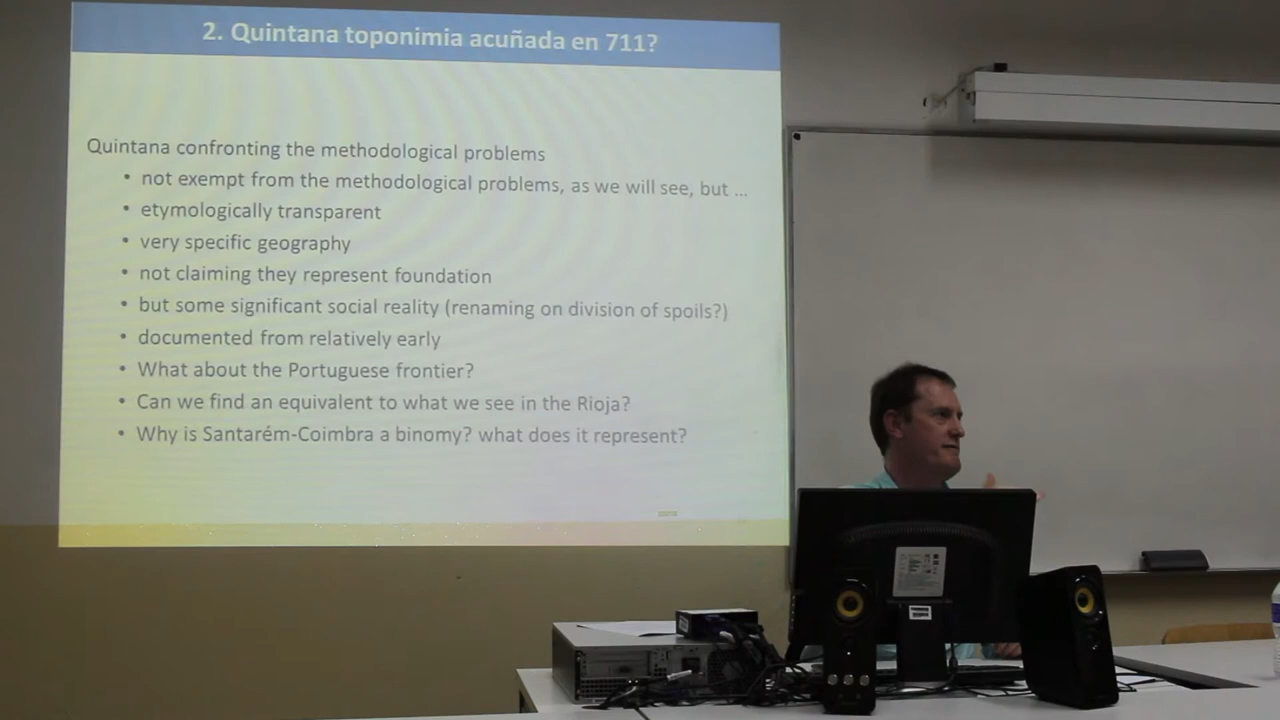 2. Quintana toponimia acuñada en 711?
Quintana confronting the methodological problems
• not exempt from the methodological problems, as we will see, but ...
• etymologically transparent
• very specific geography
• not claiming they represent foundation
• but some significant social reality (renaming on division of spoils?)
• documented from relatively early
• What about the Portuguese frontier?
• Can we find an equivalent to what we see in the Rioja?
• Why is Santarém-Coimbra a binomy? what does it represent?